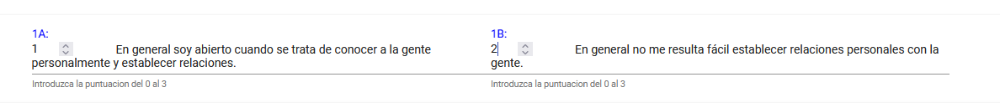 1A:
1 En general soy abierto cuando se trata de conocer a la gente
personalmente y establecer relaciones.
Introduzca la puntuacion del 0 al 3
1B:
2 En general no me resulta fácil establecer relaciones personales con la
gente.
Introduzca la puntuacion del 0 al 3